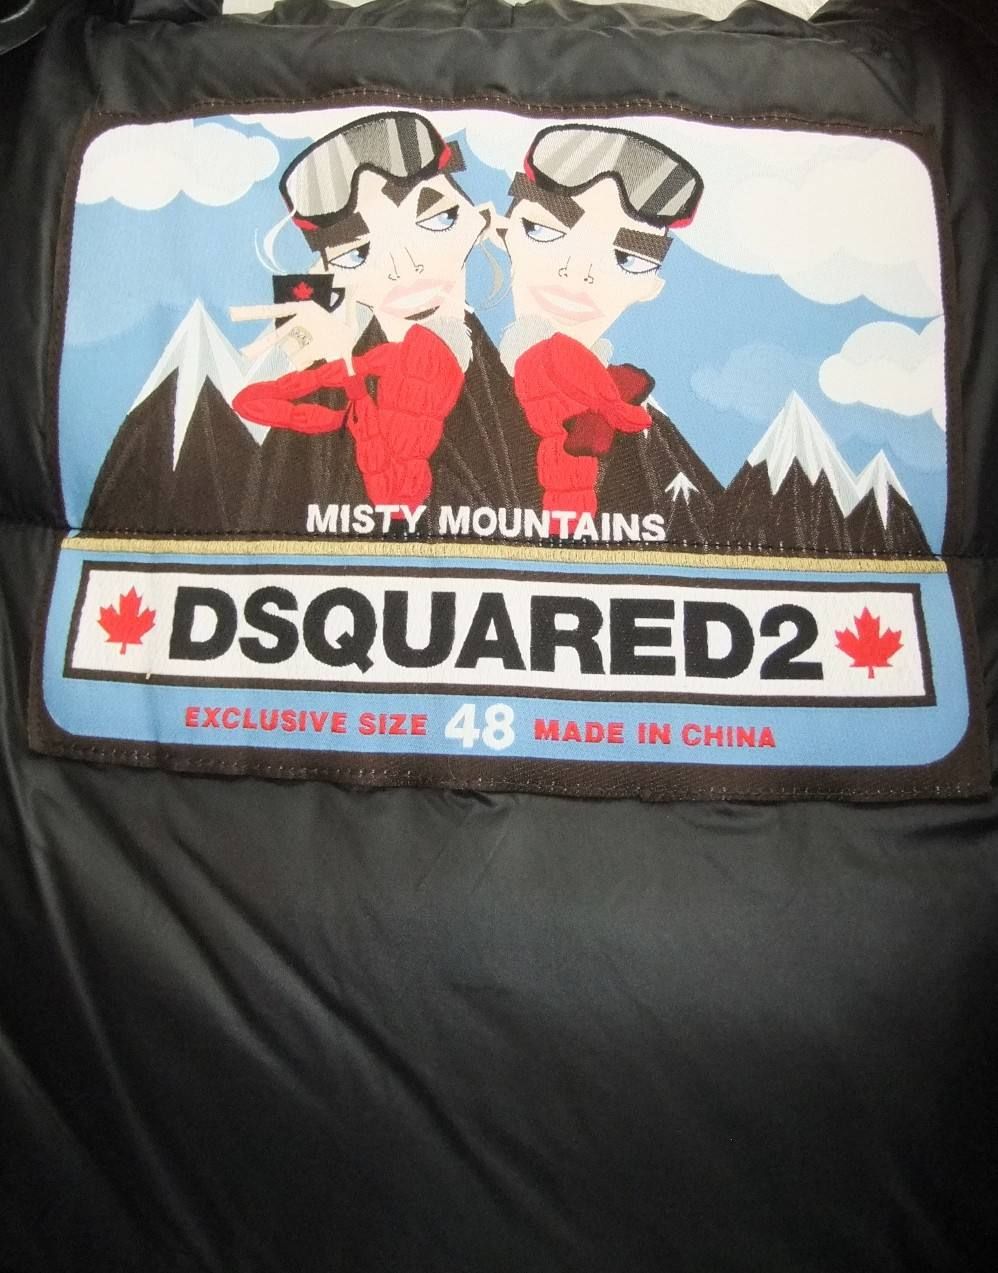 MISTY MOUNTAINS
DSQUARED2
EXCLUSIVE SIZE 48 MADE IN CHINA